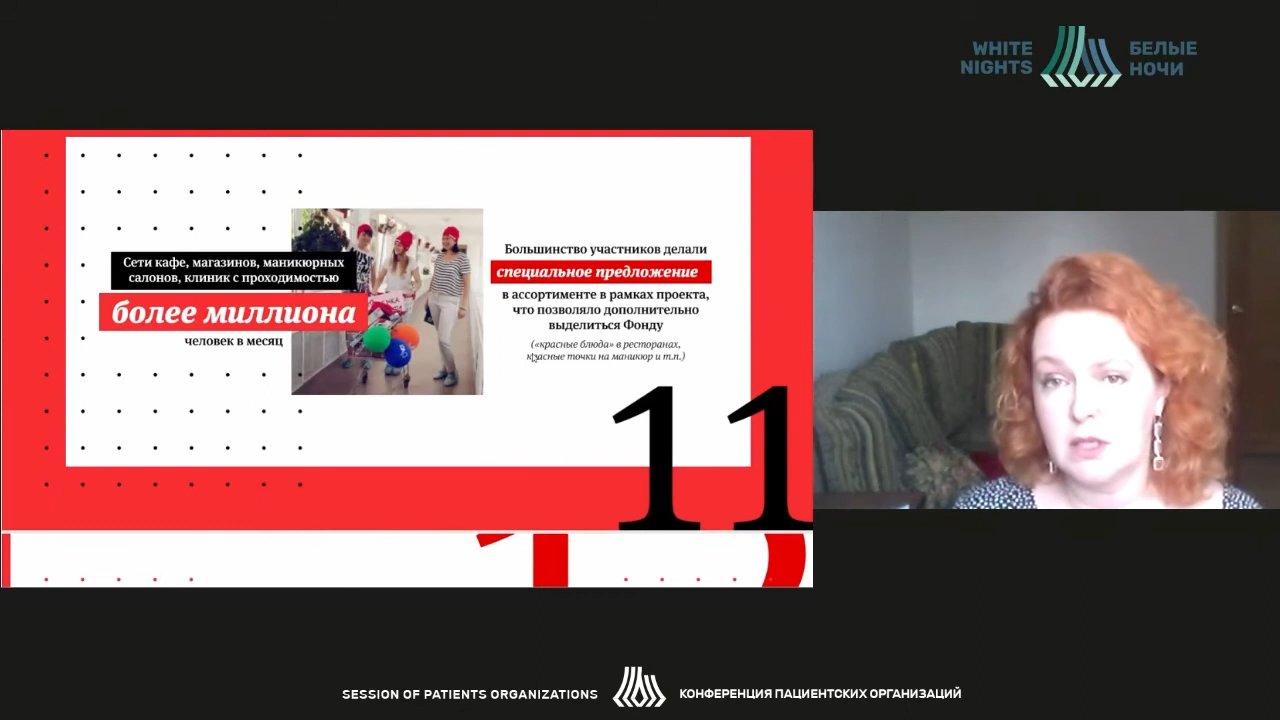 WHITE
NIGHTS
БЕЛЫЕ
НОЧИ
Сети кафе, магазинов, маникюрных
салонов, клиник с проходимостью
более миллиона
человек в месяц
Большинство участников делали
специальное предложение
в ассортименте в рамках проекта,
что позволяло дополнительно
выделиться Фонду
(«красные блюда» в ресторанах,
красные точки на маникюр и т.п.)
11
SESSION OF PATIENTS ORGANIZATIONS
КОНФЕРЕНЦИЯ ПАЦИЕНТСКИХ ОРГАНИЗАЦИЙ